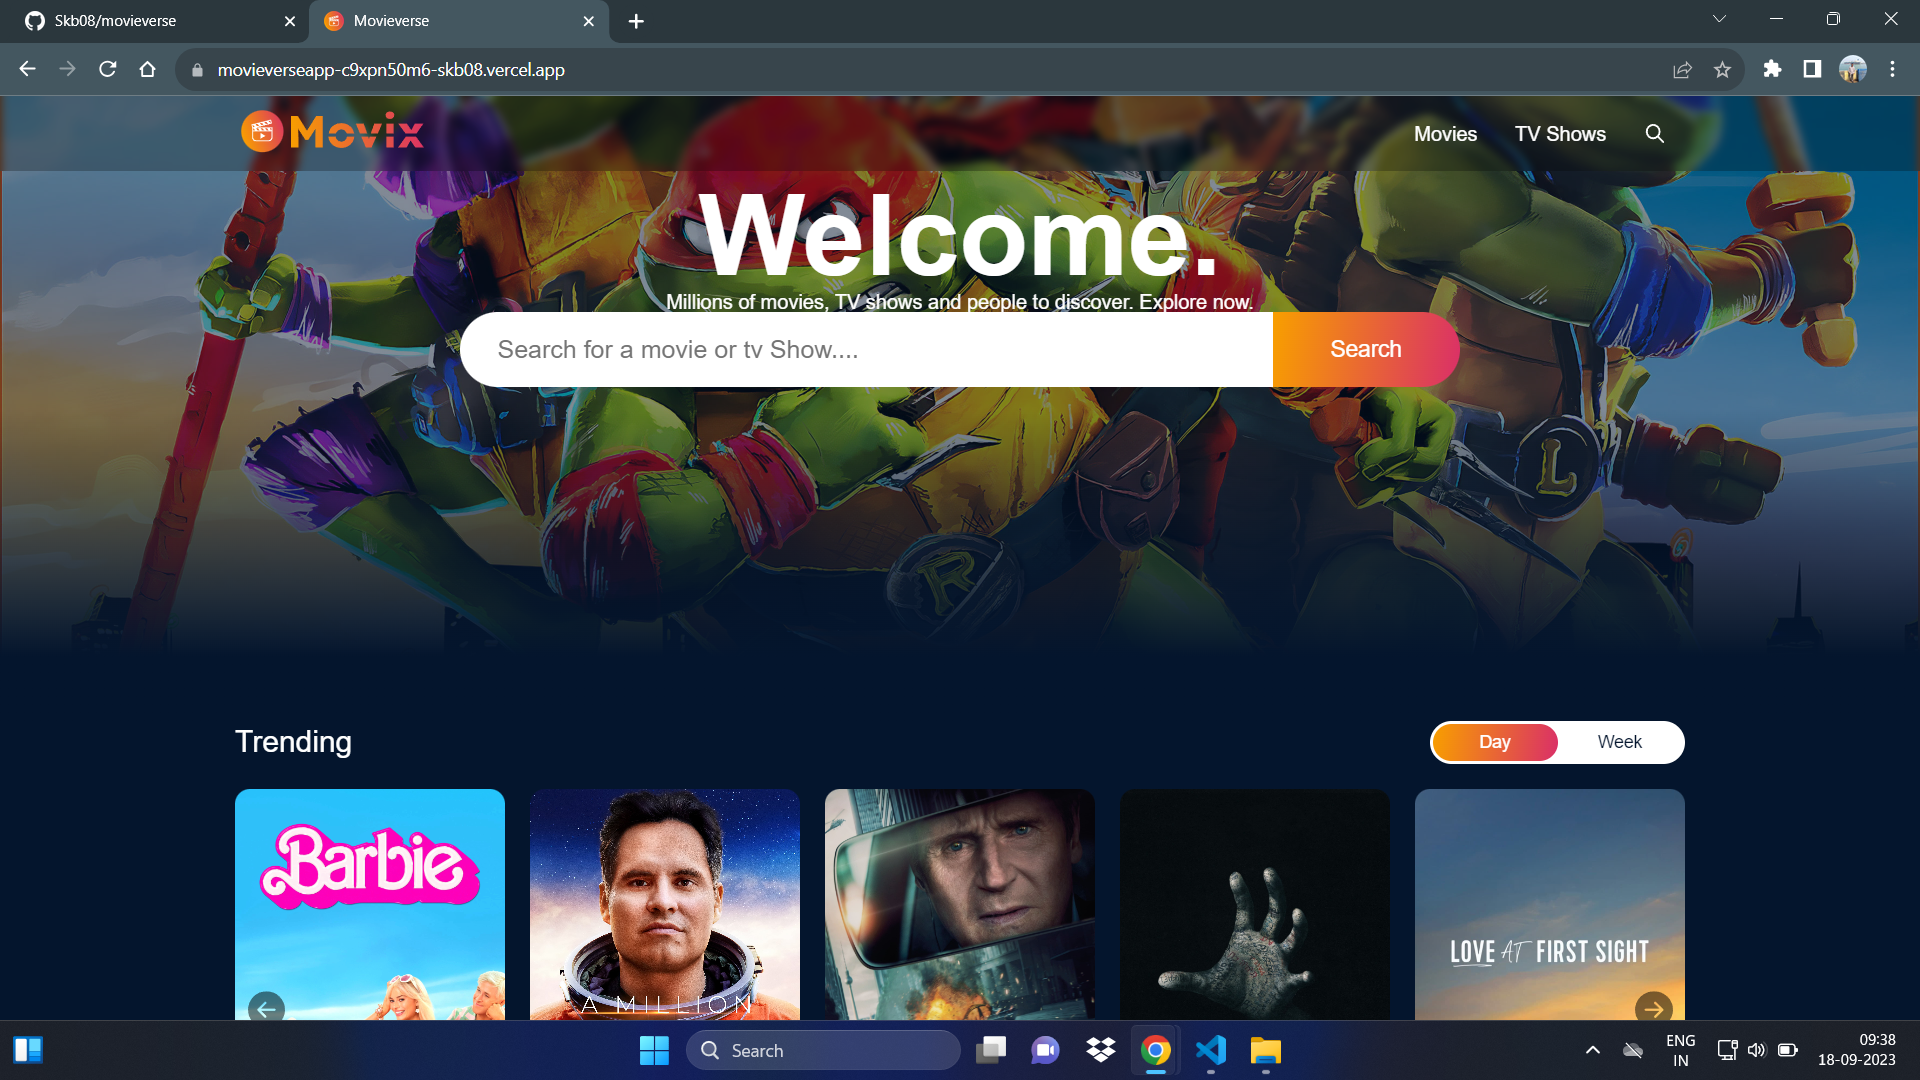 Skb08/movieverse
Movieverse
movieverseapp-c9xpn50m6-skb08.vercel.app
Movix
Movies
TV Shows
Welcome.
Millions of movies, TV shows and people to discover. Explore now.
Search for a movie or tv Show....
Search
L
R
Trending
Day
Week
Barbie
A MILLION
LOVE AT FIRST SIGHT
Search
ENG
IN
09:38
18-09-2023